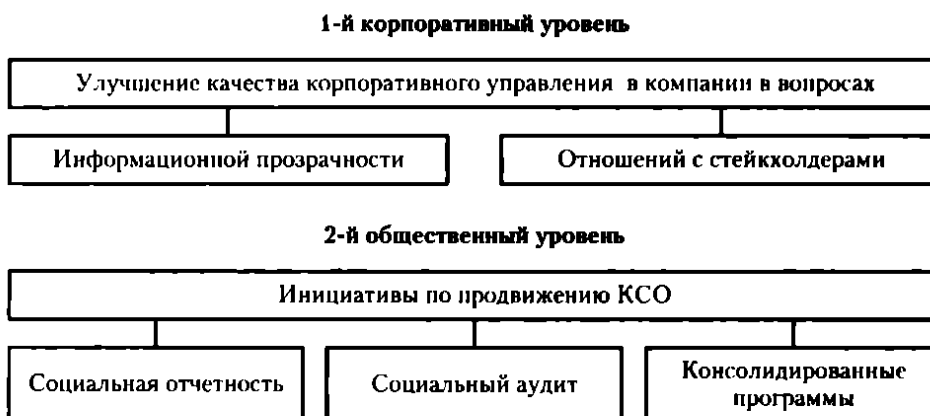 1-й корпоративный уровень
Улучшение качества корпоративного управления в компании в вопросах
Информационной прозрачности
Отношений с стейкхолдерами
2-й общественный уровень
Инициативы по продвижению КСО
Социальная отчетность
Социальный аудит
Консолидированные
программы